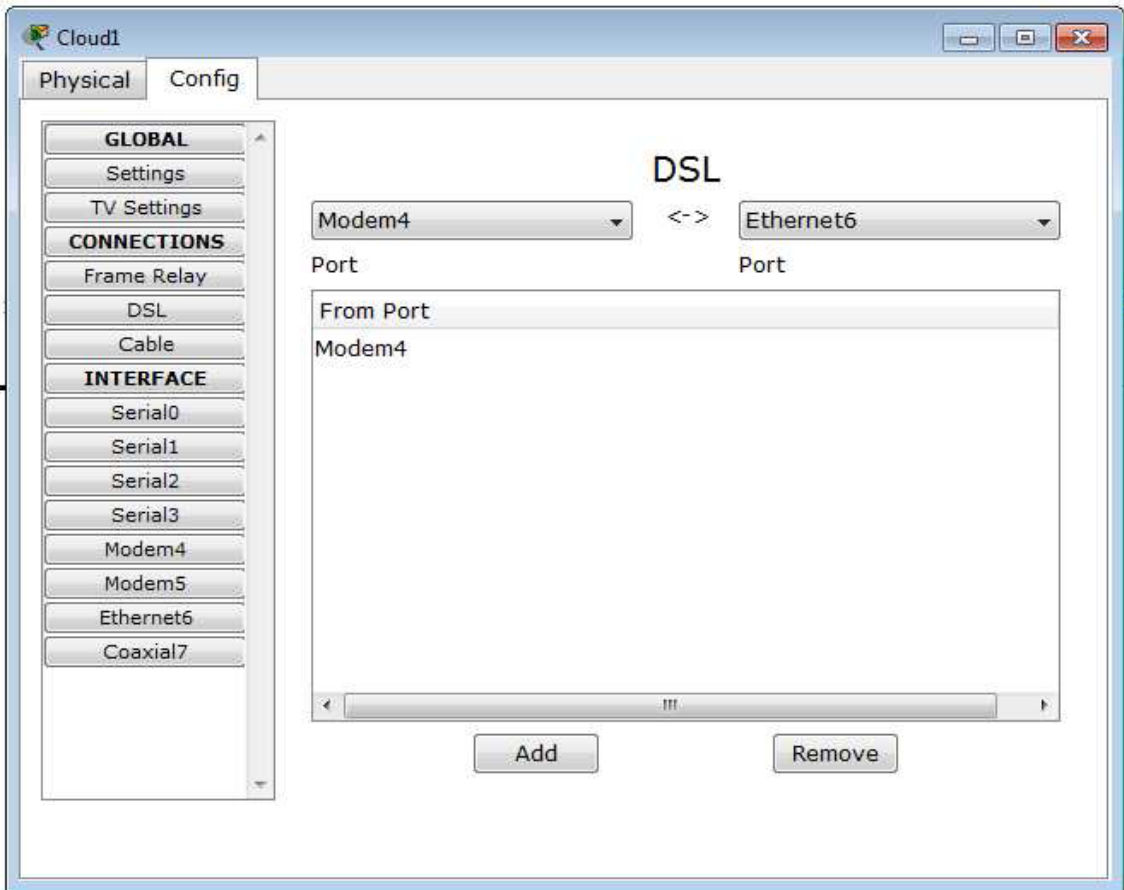 Cloud1
Physical Config
GLOBAL
Settings
TV Settings
CONNECTIONS
Frame Relay
DSL
Cable
INTERFACE
Serial0
Serial1
Serial2
Serial3
Modem4
Modem5
Ethernet6
Coaxial7
DSL
Modem4 <-> Ethernet6
Port Port
From Port
Modem4
Add Remove